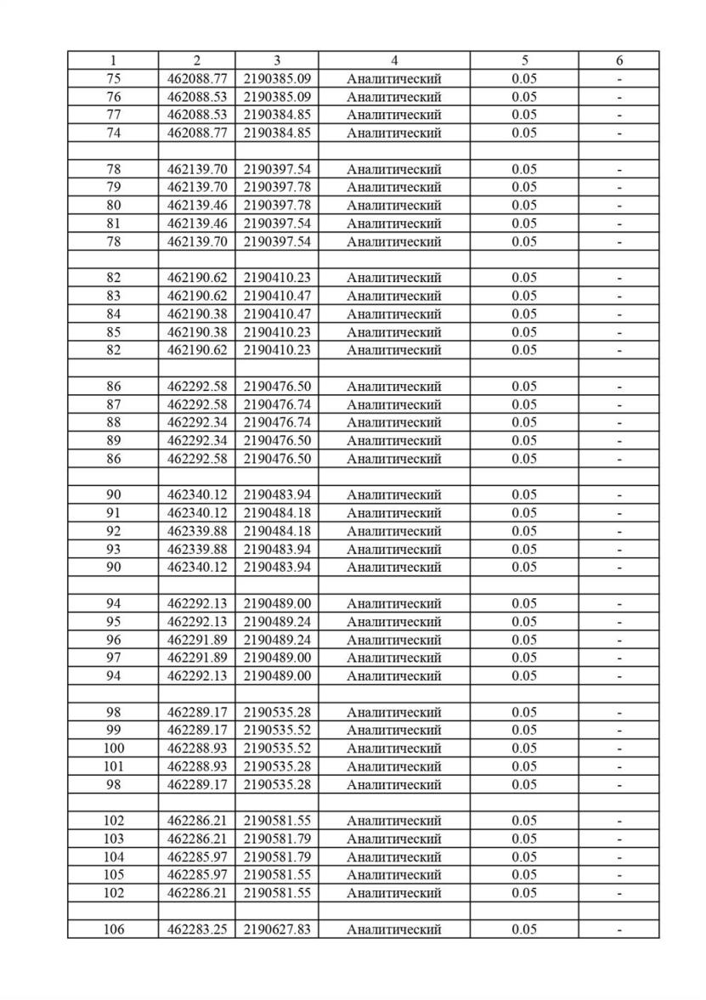 1 2 3 4 5 6
75 462088.77 2190385.09 Аналитический 0.05 -
76 462088.53 2190385.09 Аналитический 0.05 -
77 462088.53 2190384.85 Аналитический 0.05 -
74 462088.77 2190384.85 Аналитический 0.05 -
78 462139.70 2190397.54 Аналитический 0.05 -
79 462139.70 2190397.78 Аналитический 0.05 -
80 462139.46 2190397.78 Аналитический 0.05 -
81 462139.46 2190397.54 Аналитический 0.05 -
78 462139.70 2190397.54 Аналитический 0.05 -
82 462190.62 2190410.23 Аналитический 0.05 -
83 462190.62 2190410.47 Аналитический 0.05 -
84 462190.38 2190410.47 Аналитический 0.05 -
85 462190.38 2190410.23 Аналитический 0.05 -
82 462190.62 2190410.23 Аналитический 0.05 -
86 462292.58 2190476.50 Аналитический 0.05 -
87 462292.58 2190476.74 Аналитический 0.05 -
88 462292.34 2190476.74 Аналитический 0.05 -
89 462292.34 2190476.50 Аналитический 0.05 -
86 462292.58 2190476.50 Аналитический 0.05 -
90 462340.12 2190483.94 Аналитический 0.05 -
91 462340.12 2190484.18 Аналитический 0.05 -
92 462339.88 2190484.18 Аналитический 0.05 -
93 462339.88 2190483.94 Аналитический 0.05 -
90 462340.12 2190483.94 Аналитический 0.05 -
94 462292.13 2190489.00 Аналитический 0.05 -
95 462292.13 2190489.24 Аналитический 0.05 -
96 462291.89 2190489.24 Аналитический 0.05 -
97 462291.89 2190489.00 Аналитический 0.05 -
94 462292.13 2190489.00 Аналитический 0.05 -
98 462289.17 2190535.28 Аналитический 0.05 -
99 462289.17 2190535.52 Аналитический 0.05 -
100 462288.93 2190535.52 Аналитический 0.05 -
101 462288.93 2190535.28 Аналитический 0.05 -
98 462289.17 2190535.28 Аналитический 0.05 -
102 462286.21 2190581.55 Аналитический 0.05 -
103 462286.21 2190581.79 Аналитический 0.05 -
104 462285.97 2190581.79 Аналитический 0.05 -
105 462285.97 2190581.55 Аналитический 0.05 -
102 462286.21 2190581.55 Аналитический 0.05 -
106 462283.25 2190627.83 Аналитический 0.05 -